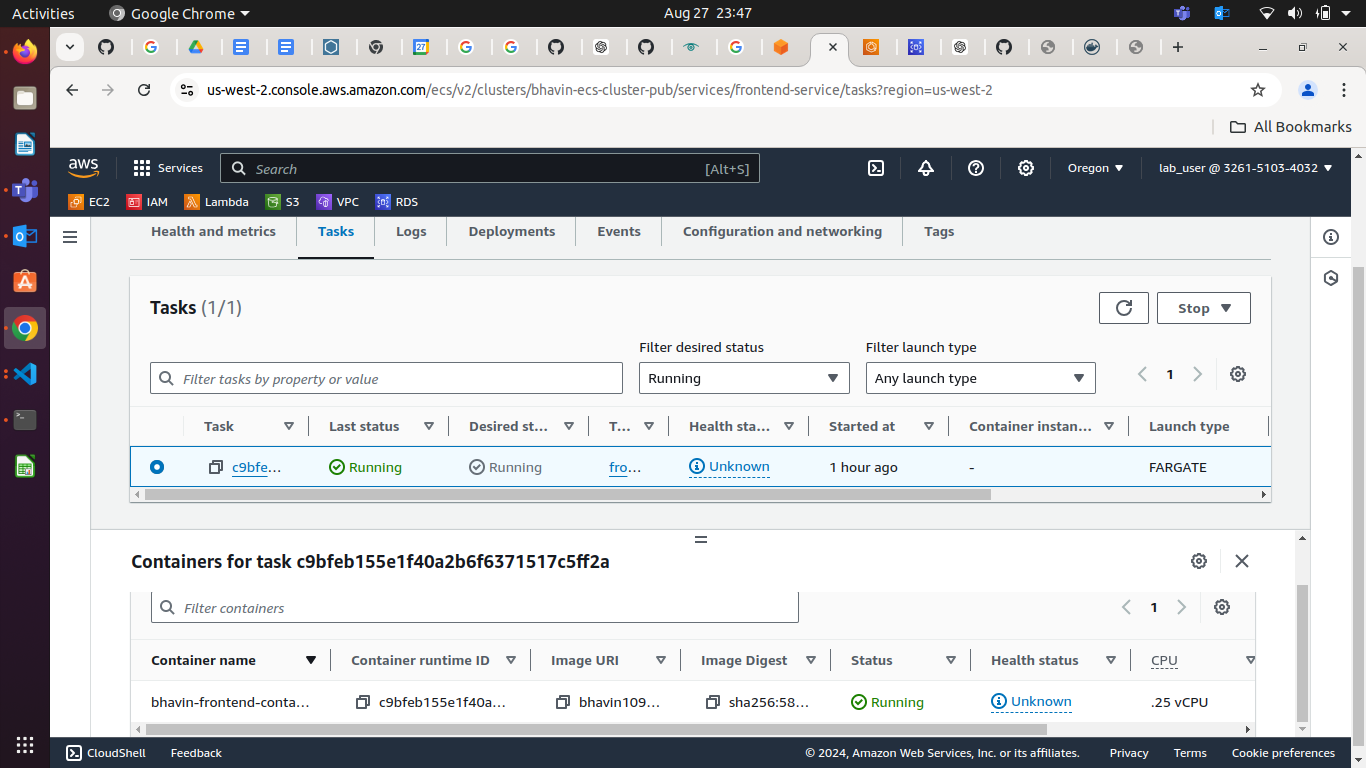 Activities
Google Chrome
Aug 27 23:47
27
us-west-2.console.aws.amazon.com/ecs/v2/clusters/bhavin-ecs-cluster-pub/services/frontend-service/tasks?region=us-west-2
All Bookmarks
aws
Services
Search
[Alt+S]
Oregon
lab_user @ 3261-5103-4032
EC2
IAM
Lambda
S3
VPC
RDS
Health and metrics
Tasks
Logs
Deployments
Events
Configuration and networking
Tags
Tasks (1/1)
Stop
Filter desired status
Filter launch type
Filter tasks by property or value
Running
Any launch type
1
Task
Last status
Desired st...
T...
Health sta...
Started at
Container instan...
Launch type
c9bfe...
Running
Running
fro...
Unknown
1 hour ago
-
FARGATE
Containers for task c9bfeb155e1f40a2b6f6371517c5ff2a
Filter containers
1
Container name
Container runtime ID
Image URI
Image Digest
Status
Health status
CPU
bhavin-frontend-conta...
c9bfeb155e1f40a...
bhavin109...
sha256:58...
Running
Unknown
.25 vCPU
CloudShell
Feedback
© 2024, Amazon Web Services, Inc. or its affiliates.
Privacy
Terms
Cookie preferences